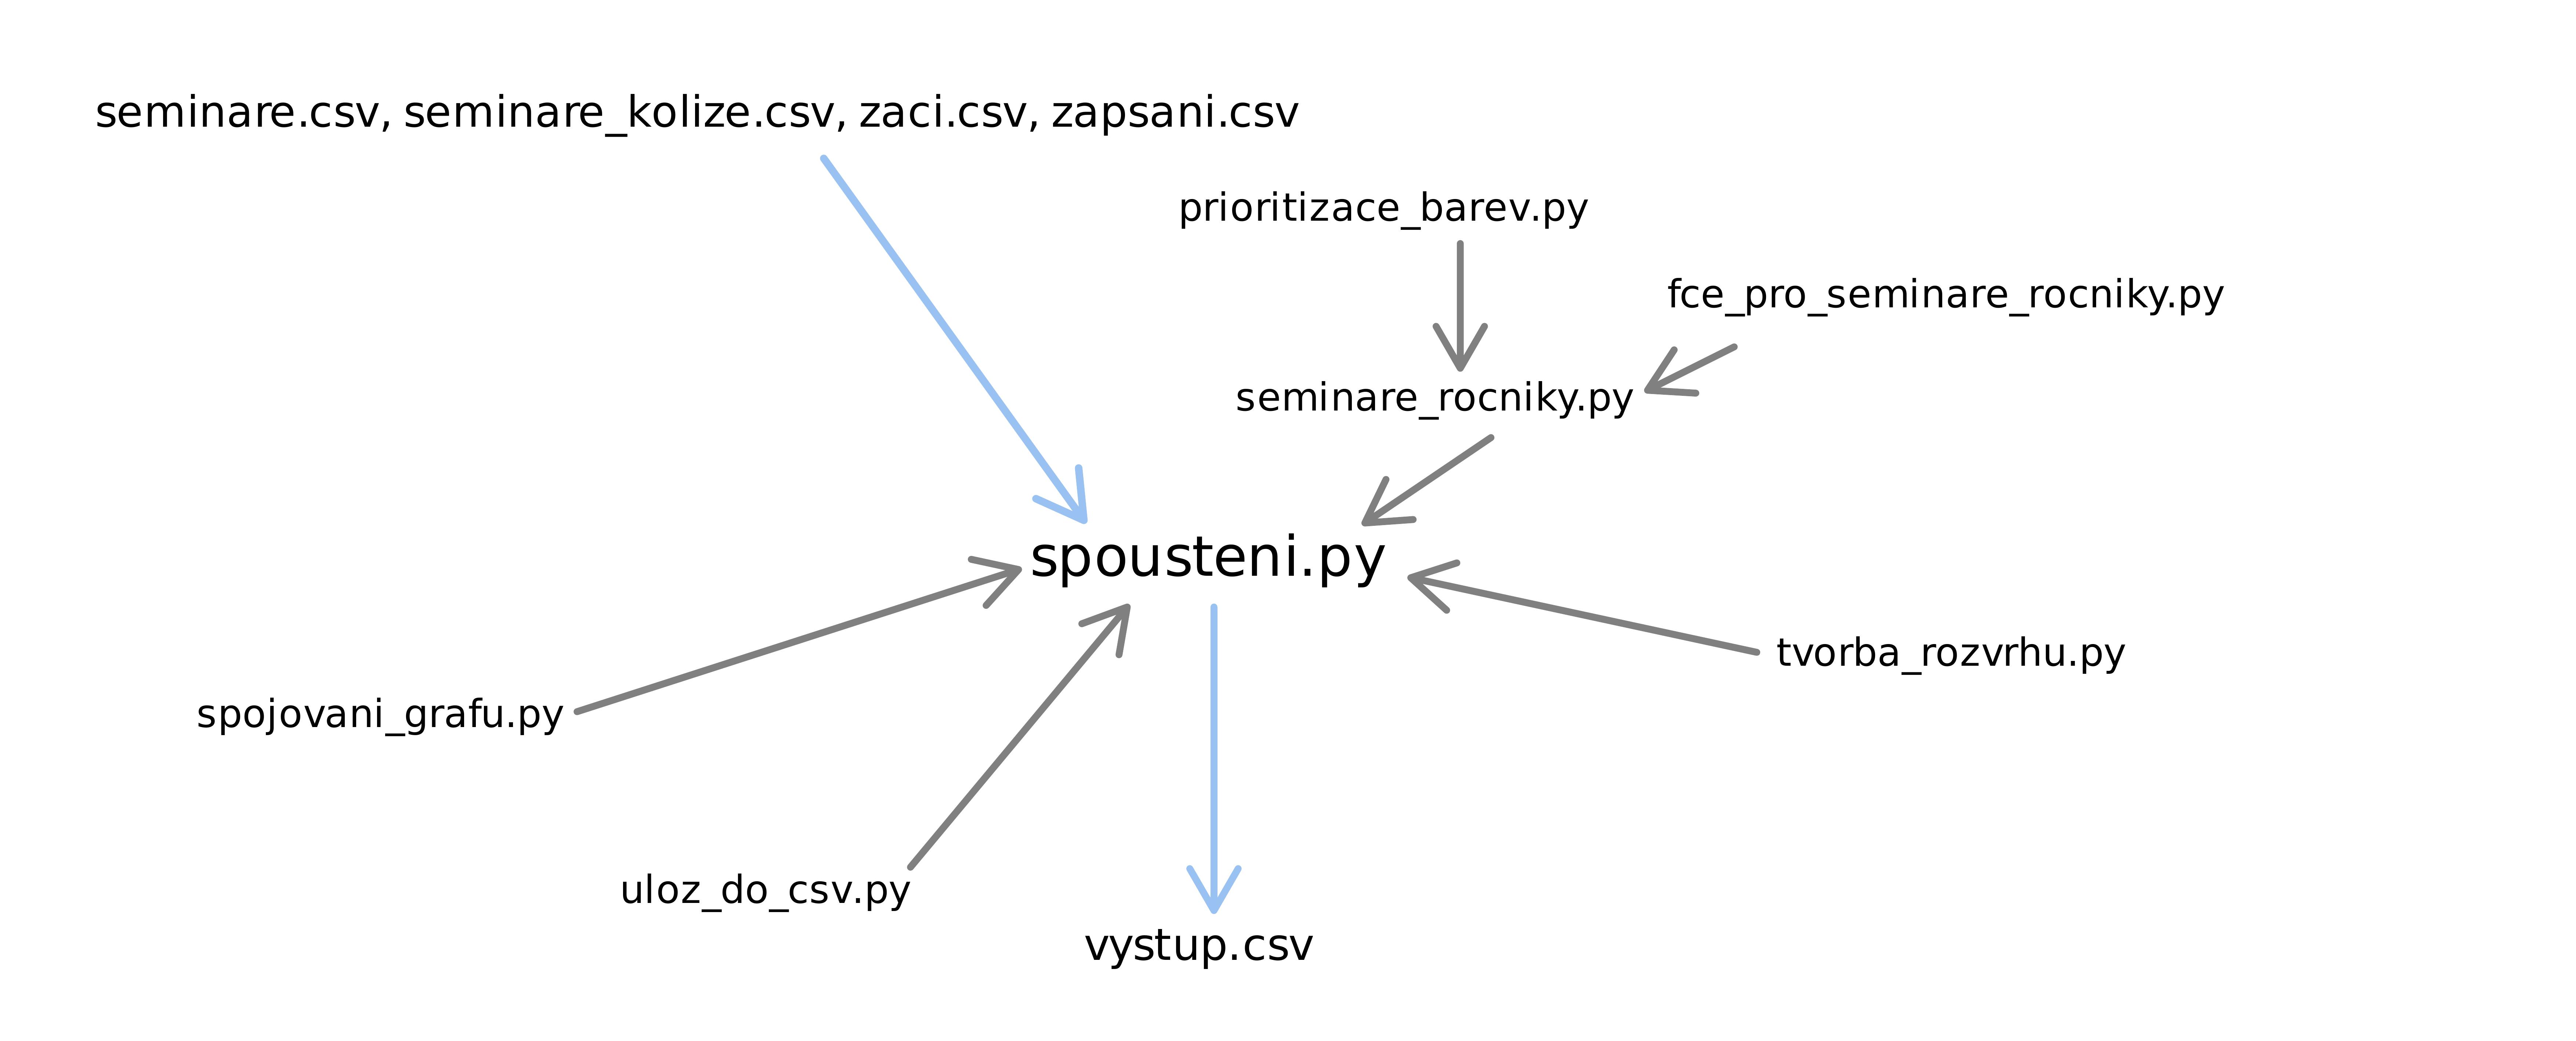 seminare.csv, seminare_kolize.csv, zaci.csv, zapsani.csv
prioritizace_barev.py
fce_pro_seminare_rocniky.py
seminare_rocniky.py
spousteni.py
tvorba_rozvrhu.py
spojovani_grafu.py
uloz_do_csv.py
vystup.csv